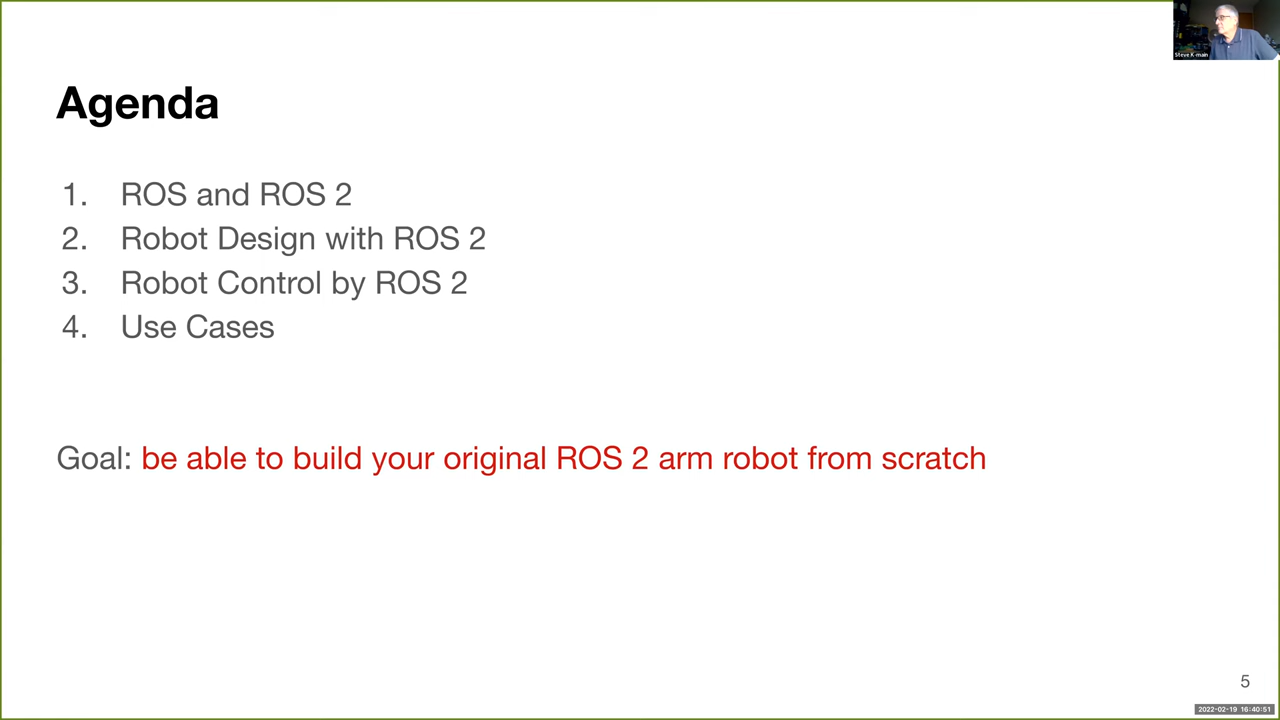 Steve K-main
Agenda
1. ROS and ROS 2
2. Robot Design with ROS 2
3. Robot Control by ROS 2
4. Use Cases
Goal: be able to build your original ROS 2 arm robot from scratch
5
2022-02-19 16:40:51